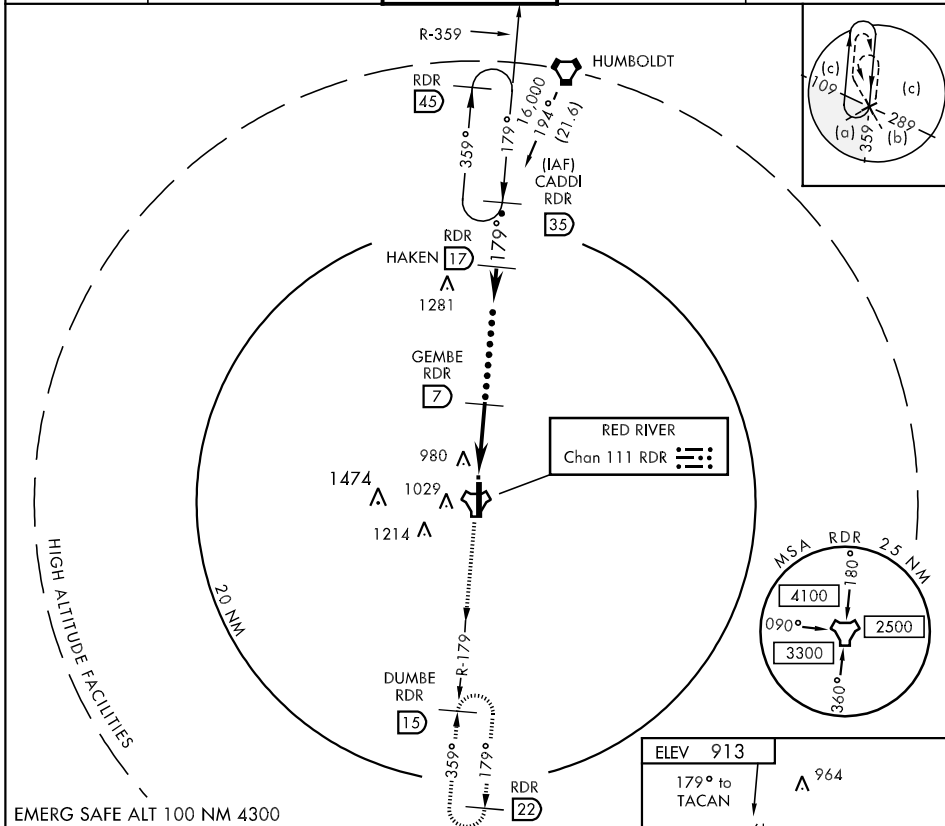 R-359
HUMBOLDT
RDR
45
16,000
194°
(21.6)
359°
179°
(IAF)
CADDI
RDR
35
179°
(c)
109
(c)
(a)
359
(b)
289
RDR
HAKEN 17
1281
GEMBE
RDR
7
RED RIVER
Chan 111 RDR
980
1474
1029
1214
HIGH ALTITUDE FACILITIES
20 NM
MSA RDR 25 NM
180°
4100
090°
2500
3300
360°
R-179
DUMBE
RDR
15
359°
179°
RDR
22
ELEV 913
179° to
TACAN
964
EMERG SAFE ALT 100 NM 4300